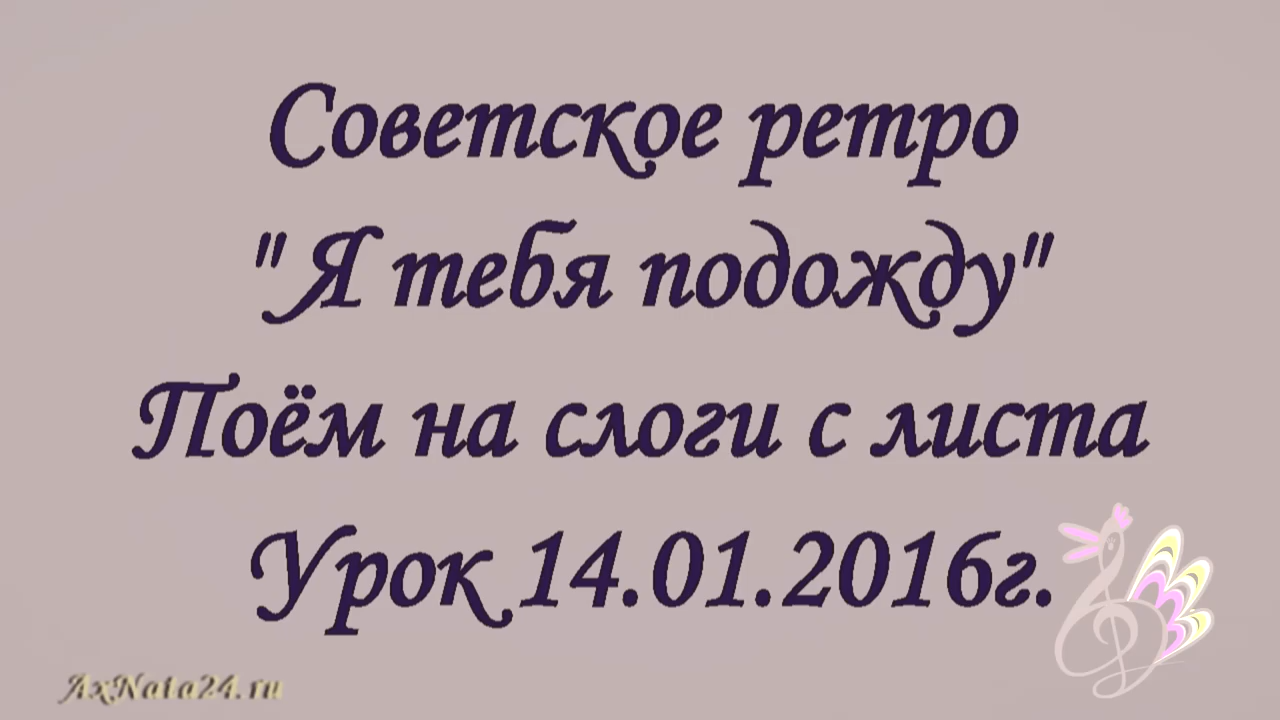 Советское ретро
"Я тебя подожду"
Поём на слоги с листа
Урок 14.01.2016г.
AxNata24.ru